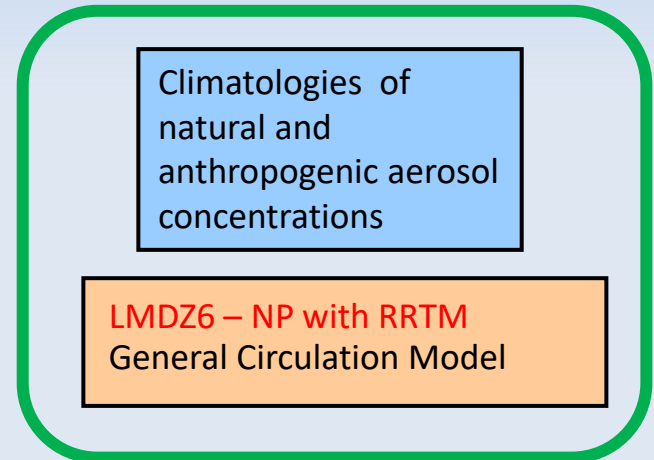 Climatologies of
natural and
anthropogenic aerosol
concentrations
LMDZ6 – NP with RRTM
General Circulation Model